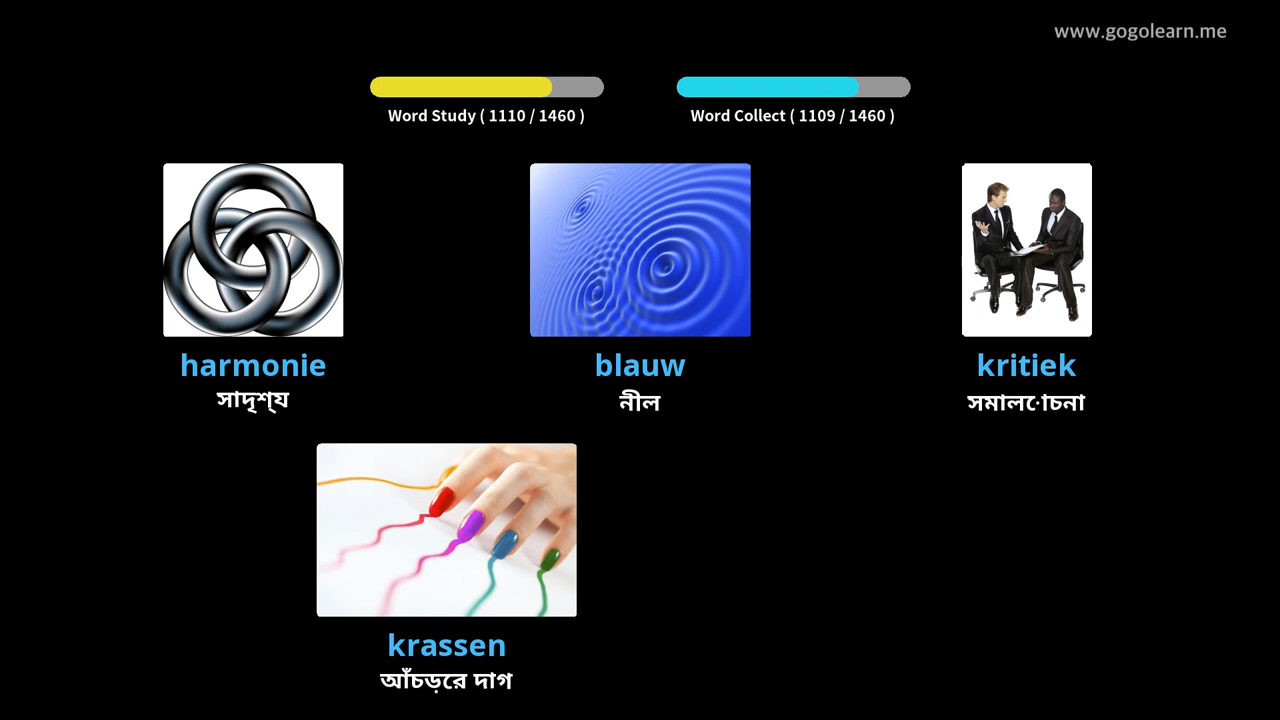 www.gogolearn.me
Word Study ( 1110 / 1460 )
Word Collect ( 1109 / 1460 )
harmonie
সাদৃশ্য
blauw
নীল
kritiek
সমালোচনা
krassen
আঁচড়ের দাগ